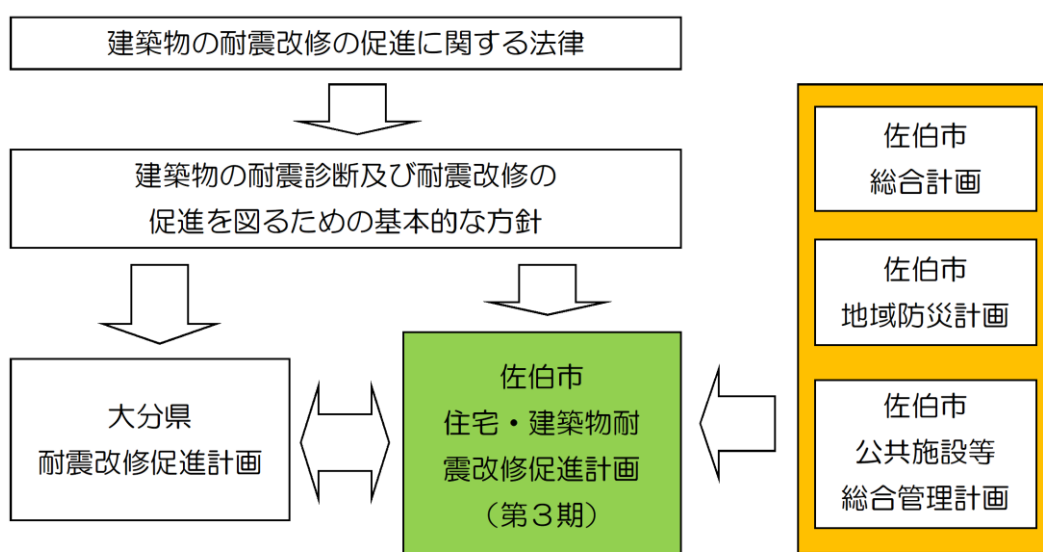 建築物の耐震改修の促進に関する法律
建築物の耐震診断及び耐震改修の
促進を図るための基本的な方針
大分県
耐震改修促進計画
佐伯市
住宅・建築物耐
震改修促進計画
（第３期）
佐伯市
総合計画
佐伯市
地域防災計画
佐伯市
公共施設等
総合管理計画